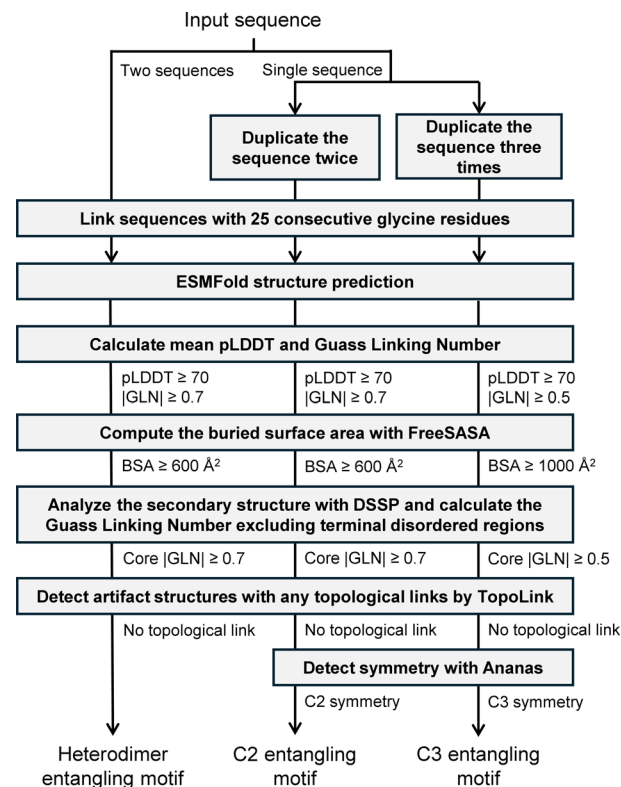 Input sequence
Two sequences
Single sequence
Duplicate the
sequence twice
Duplicate the
sequence three
times
Link sequences with 25 consecutive glycine residues
ESMFold structure prediction
Calculate mean pLDDT and Guass Linking Number
pLDDT ≥ 70
|GLN| ≥ 0.7
pLDDT ≥ 70
|GLN| ≥ 0.7
pLDDT ≥ 70
|GLN| ≥ 0.5
Compute the buried surface area with FreeSASA
BSA ≥ 600 Å²
BSA ≥ 600 Å²
BSA ≥ 1000 Å²
Analyze the secondary structure with DSSP and calculate the
Guass Linking Number excluding terminal disordered regions
Core |GLN| ≥ 0.7
Core |GLN| ≥ 0.7
Core |GLN| ≥ 0.5
Detect artifact structures with any topological links by TopoLink
No topological link
No topological link
No topological link
Detect symmetry with Ananas
C2 symmetry
C3 symmetry
Heterodimer
entangling motif
C2 entangling
motif
C3 entangling
motif